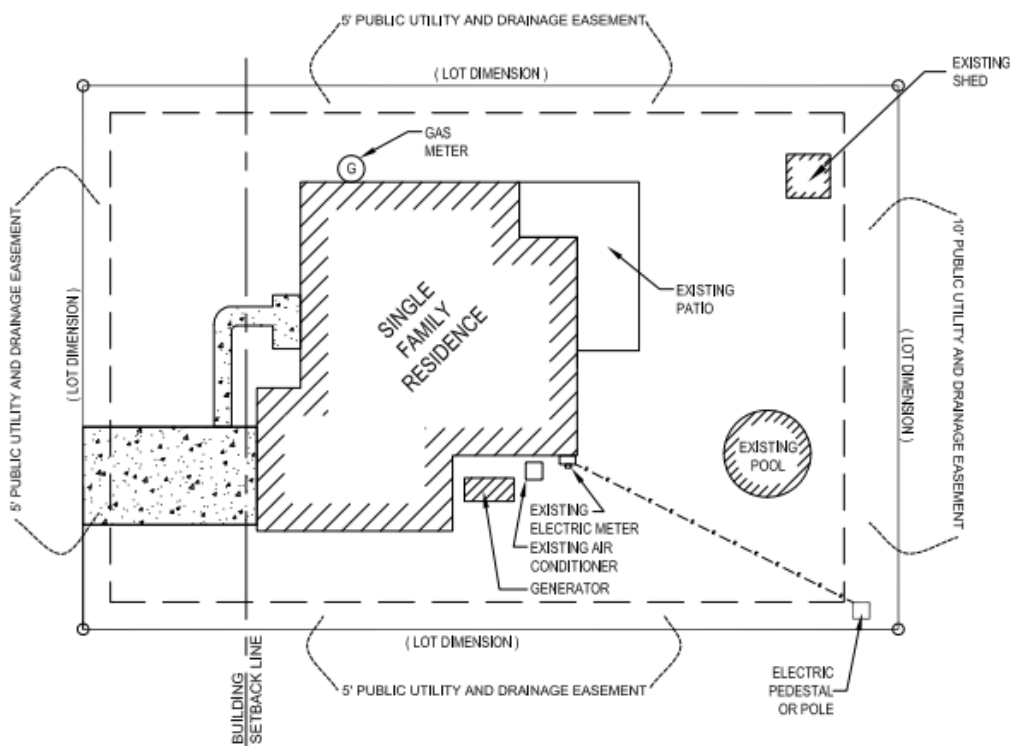 5' PUBLIC UTILITY AND DRAINAGE EASEMENT
( LOT DIMENSION )
EXISTING
SHED
GAS
METER
G
5' PUBLIC UTILITY AND DRAINAGE EASEMENT
( LOT DIMENSION )
SINGLE
FAMILY
RESIDENCE
EXISTING
PATIO
( LOT DIMENSION )
10' PUBLIC UTILITY AND DRAINAGE EASEMENT
EXISTING
POOL
EXISTING
ELECTRIC METER
EXISTING AIR
CONDITIONER
GENERATOR
( LOT DIMENSION )
5' PUBLIC UTILITY AND DRAINAGE EASEMENT
BUILDING
SETBACK LINE
ELECTRIC
PEDESTAL
OR POLE